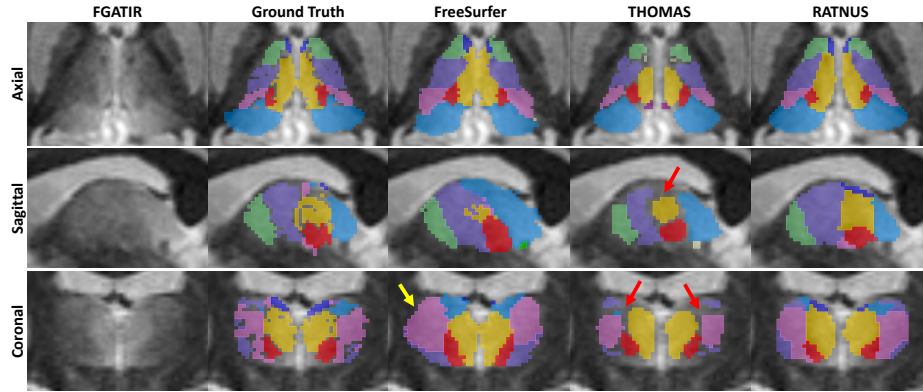 FGATIR Ground Truth FreeSurfer THOMAS RATNUS
Axial
Sagittal
Coronal